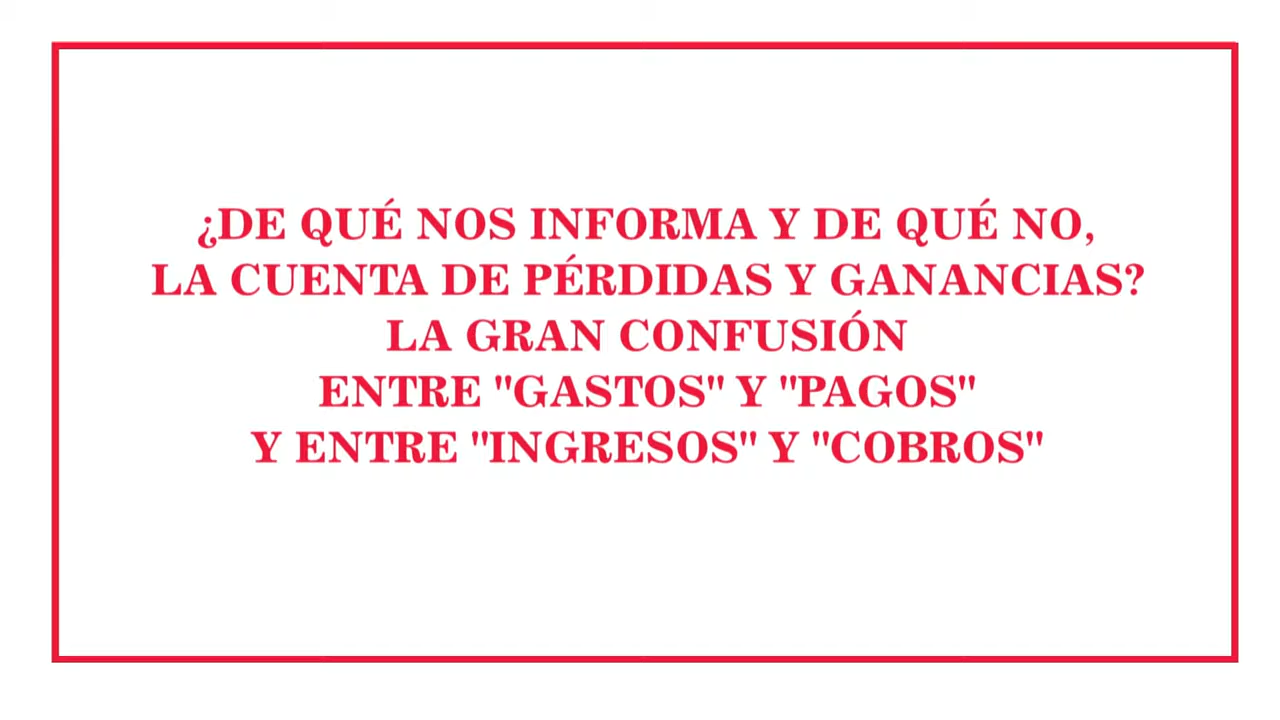 ¿DE QUÉ NOS INFORMA Y DE QUÉ NO,
LA CUENTA DE PÉRDIDAS Y GANANCIAS?
LA GRAN CONFUSIÓN
ENTRE "GASTOS" Y "PAGOS"
Y ENTRE "INGRESOS" Y "COBROS"